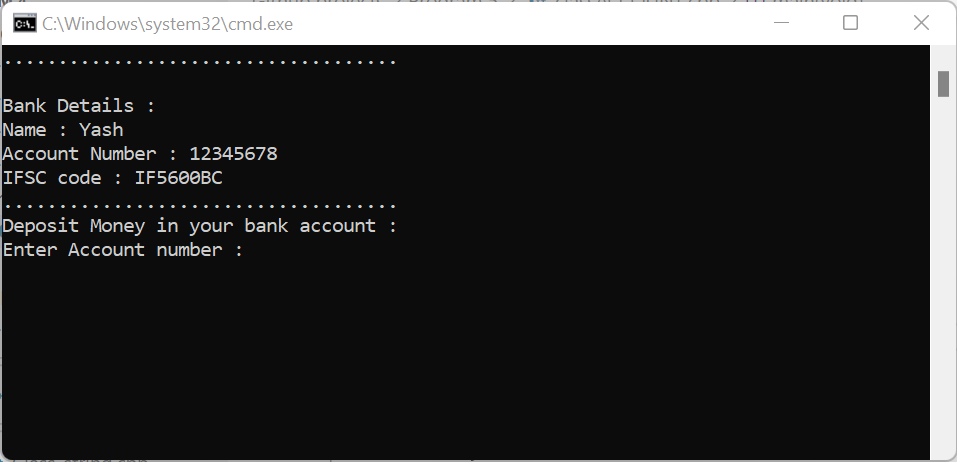 C:\Windows\system32\cmd.exe
....................................
Bank Details :
Name : Yash
Account Number : 12345678
IFSC code : IF5600BC
....................................
Deposit Money in your bank account :
Enter Account number :